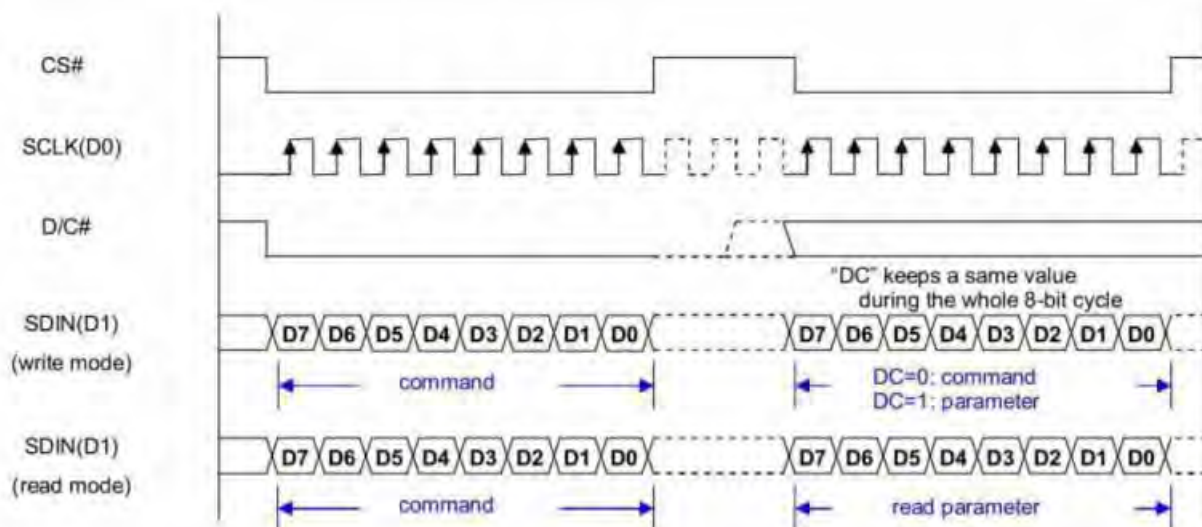 CS#
SCLK(D0)
D/C#
"DC" keeps a same value
during the whole 8-bit cycle
SDIN(D1)
(write mode)
D7 D6 D5 D4 D3 D2 D1 D0
D7 D6 D5 D4 D3 D2 D1 D0
command
DC=0: command
DC=1: parameter
SDIN(D1)
(read mode)
D7 D6 D5 D4 D3 D2 D1 D0
D7 D6 D5 D4 D3 D2 D1 D0
command
read parameter